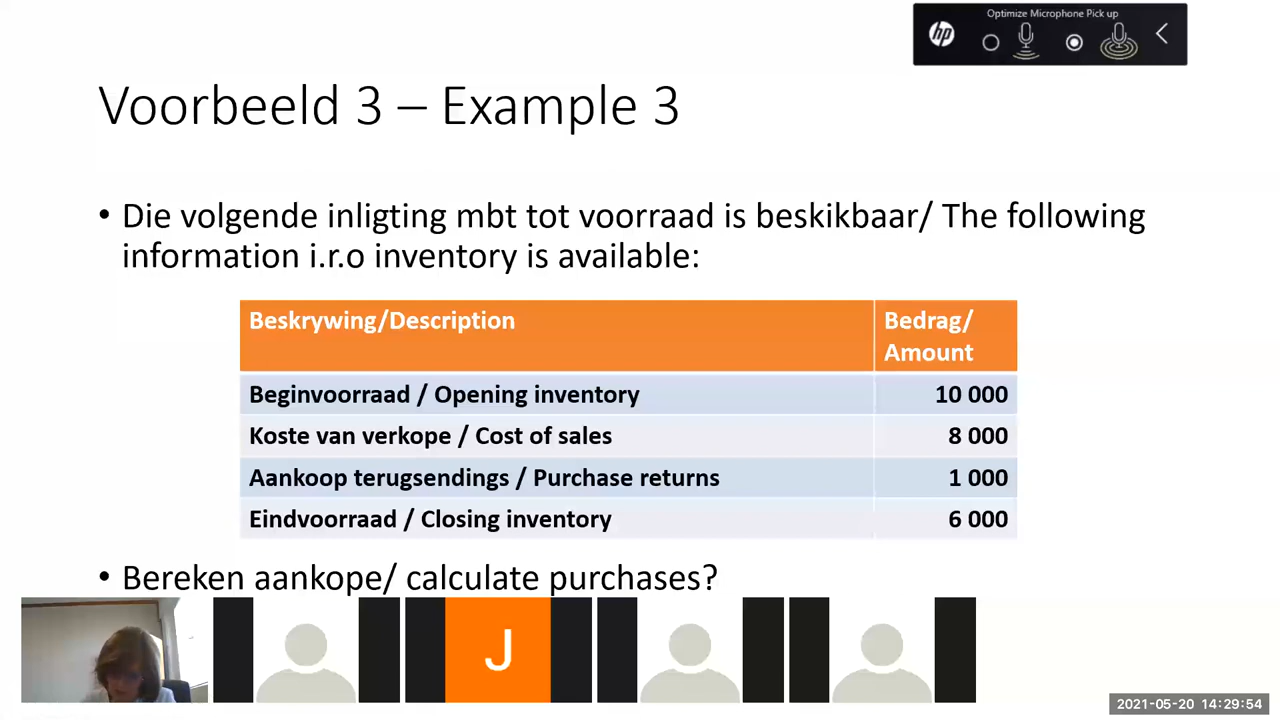 Optimize Microphone Pick up
hp
Voorbeeld 3 – Example 3
• Die volgende inligting mbt tot voorraad is beskikbaar/ The following
information i.r.o inventory is available:
Beskrywing/Description Bedrag/
Amount
Beginvoorraad / Opening inventory 10 000
Koste van verkope / Cost of sales 8 000
Aankoop terugsendings / Purchase returns 1 000
Eindvoorraad / Closing inventory 6 000
• Bereken aankope/ calculate purchases?
J
2021-05-20 14:29:54